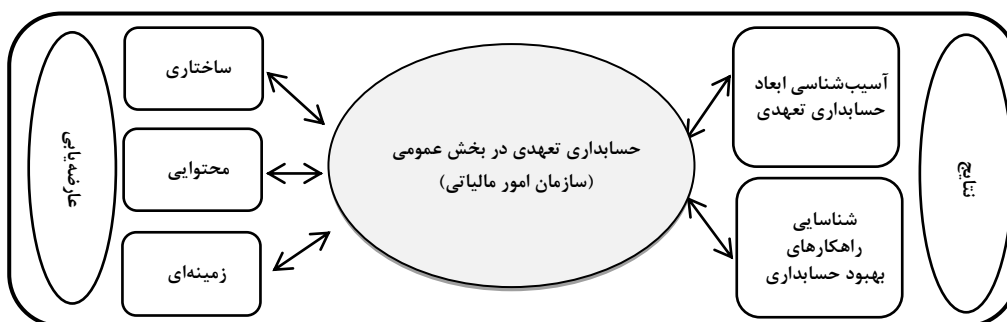 نتایج
آسیب‌شناسی ابعاد
حسابداری تعهدی
شناسایی
راهکارهای
بهبود حسابداری
حسابداری تعهدی در بخش عمومی
(سازمان امور مالیاتی)
ساختاری
محتوایی
زمینه‌ای
عارضه‌یابی